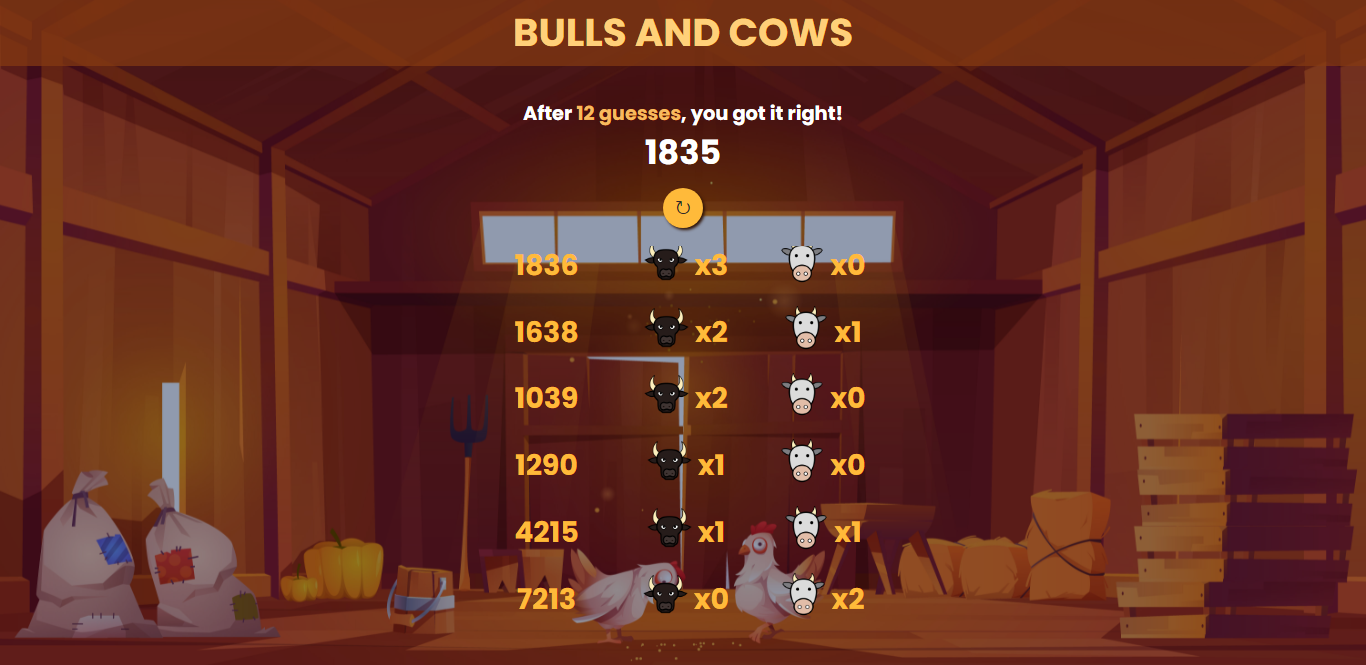 BULLS AND COWS
After 12 guesses, you got it right!
1835
↻
1836 x3 x0
1638 x2 x1
1039 x2 x0
1290 x1 x0
4215 x1 x1
7213 x0 x2